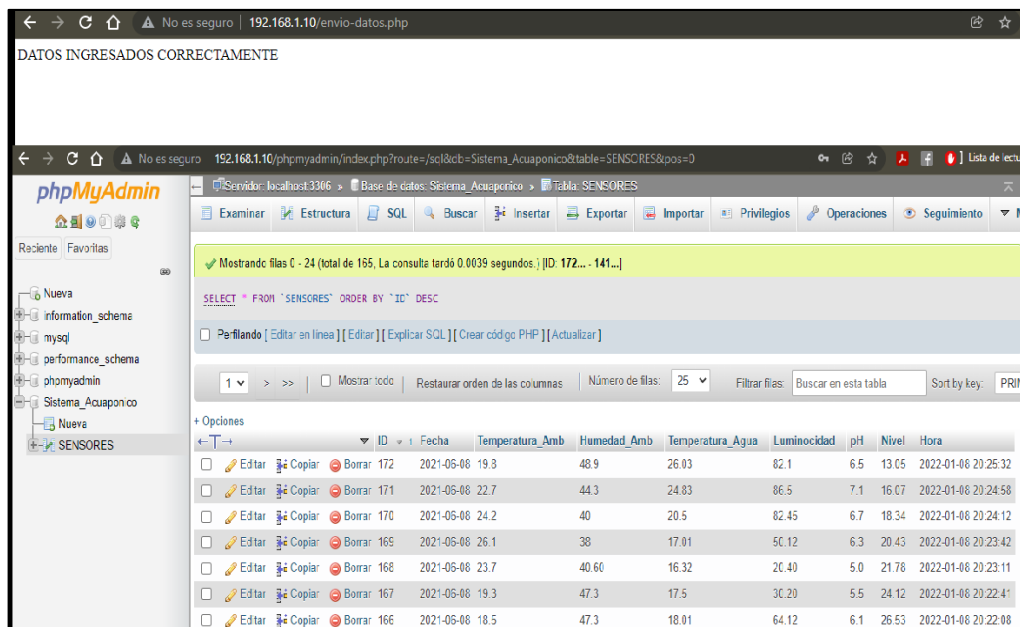 No es seguro | 192.168.1.10/envio-datos.php
DATOS INGRESADOS CORRECTAMENTE
No es seguro 192.168.1.10/phpmyadmin/index.php?route=/sql&db=Sistema_Acuaponico&table=SENSORES&pos=0 Lista de lectu
phpMyAdmin
Reciente Favoritas
Nueva
information_schema
mysql
performance_schema
phpmyadmin
Sistema_Acuaponico
Nueva
SENSORES
Servidor: localhost:3306 » Base de datos: Sistema_Acuaponico » Tabla: SENSORES
Examinar Estructura SQL Buscar Insertar Exportar Importar Privilegios Operaciones Seguimiento
Mostrando filas 0 - 24 (total de 165, La consulta tardó 0.0039 segundos.) [ID: 172... - 141...]
SELECT * FROM `SENSORES` ORDER BY `ID` DESC
Perfilando [ Editar en línea ] [ Editar ] [ Explicar SQL ] [ Crear código PHP ] [ Actualizar ]
1 > >> | Mostrar todo | Restaurar orden de las columnas Número de filas: 25 Filtrar filas: Buscar en esta tabla Sort by key: PRI
+ Opciones
←T→ ID Fecha Temperatura_Amb Humedad_Amb Temperatura_Agua Luminocidad pH Nivel Hora
Editar Copiar Borrar 172 2021-06-08 19.8 48.9 26.03 82.1 6.5 13.05 2022-01-08 20:25:32
Editar Copiar Borrar 171 2021-06-08 22.7 44.3 24.83 86.5 7.1 16.07 2022-01-08 20:24:58
Editar Copiar Borrar 170 2021-06-08 24.2 40 20.5 82.45 6.7 18.34 2022-01-08 20:24:12
Editar Copiar Borrar 169 2021-06-08 26.1 38 17.01 50.12 6.3 20.43 2022-01-08 20:23:42
Editar Copiar Borrar 168 2021-06-08 23.7 40.60 16.32 20.40 5.0 21.78 2022-01-08 20:23:11
Editar Copiar Borrar 167 2021-06-08 19.3 47.3 17.5 30.20 5.5 24.12 2022-01-08 20:22:41
Editar Copiar Borrar 166 2021-06-08 18.5 47.3 18.01 64.12 6.1 26.53 2022-01-08 20:22:08